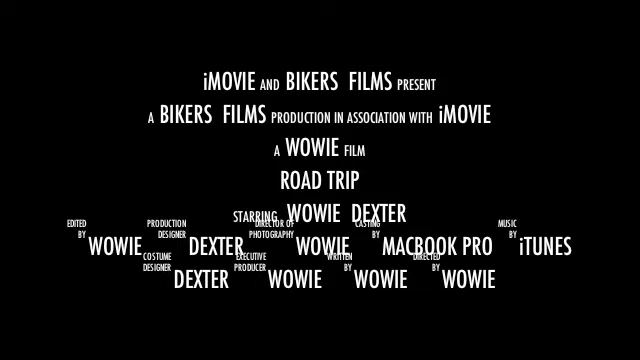 iMOVIE AND BIKERS FILMS PRESENT
A BIKERS FILMS PRODUCTION IN ASSOCIATION WITH iMOVIE
A WOWIE FILM
ROAD TRIP
STARRING WOWIE DEXTER
EDITED BY WOWIE PRODUCTION DESIGNER DEXTER DIRECTOR OF PHOTOGRAPHY WOWIE CASTING BY MACBOOK PRO MUSIC BY iTUNES
COSTUME DESIGNER DEXTER EXECUTIVE PRODUCER WOWIE WRITTEN BY WOWIE DIRECTED BY WOWIE